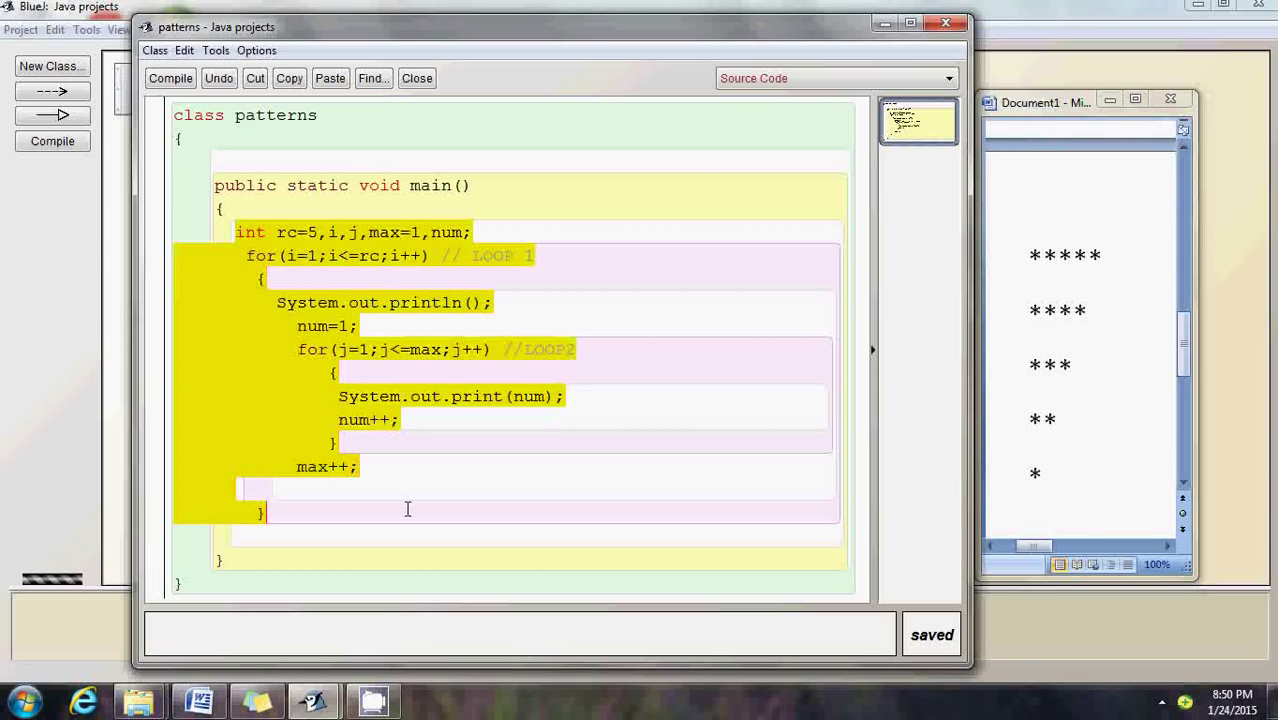 BlueJ: Java projects
Project Edit Tools View
New Class...
Compile
patterns - Java projects
Class Edit Tools Options
Compile Undo Cut Copy Paste Find... Close Source Code
class patterns
{
public static void main()
{
int rc=5,i,j,max=1,num;
for(i=1;i<=rc;i++) // LOOP 1
{
System.out.println();
num=1;
for(j=1;j<=max;j++) //LOOP2
{
System.out.print(num);
num++;
}
max++;
}
}
}
saved
Document1 - Mi...
*****
****
***
**
*
100%
8:50 PM
1/24/2015